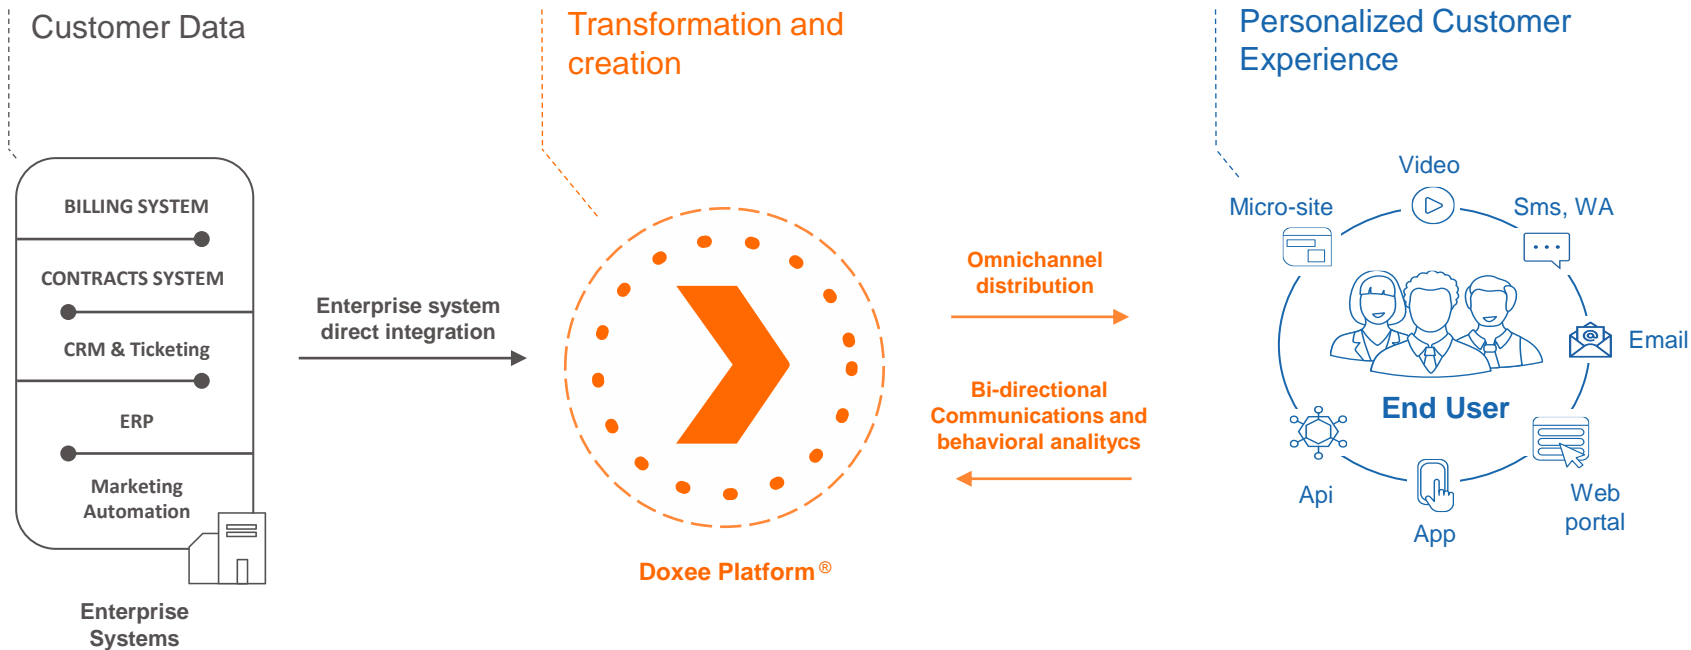 Customer Data
Transformation and
creation
Personalized Customer
Experience
BILLING SYSTEM
CONTRACTS SYSTEM
CRM & Ticketing
ERP
Marketing
Automation
Enterprise
Systems
Enterprise system
direct integration
Doxee Platform ®
Omnichannel
distribution
Bi-directional
Communications and
behavioral analitycs
Video
Micro-site
Sms, WA
Email
End User
Api
App
Web
portal